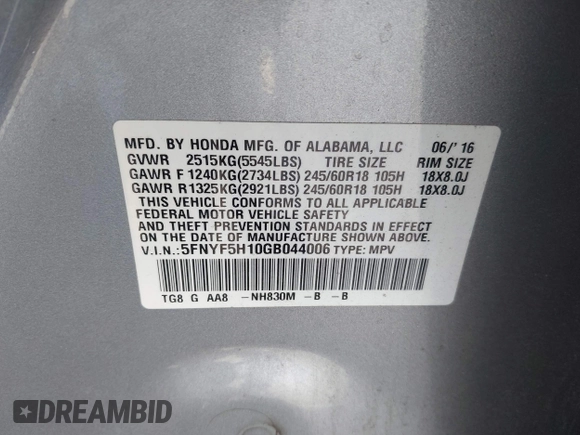 MFD. BY HONDA MFG. OF ALABAMA, LLC 06/'16
GVWR 2515KG(5545LBS) TIRE SIZE RIM SIZE
GAWR F 1240KG(2734LBS) 245/60R18 105H 18X8.0J
GAWR R1325KG(2921LBS) 245/60R18 105H 18X8.0J
THIS VEHICLE CONFORMS TO ALL APPLICABLE
FEDERAL MOTOR VEHICLE SAFETY
AND THEFT PREVENTION STANDARDS IN EFFECT
ON THE DATE OF MANUFACTURE SHOWN ABOVE.
V.I.N.:5FNYF5H10GB044006 TYPE: MPV
TG8 G AA8 -NH830M -B -B
DREAMBID